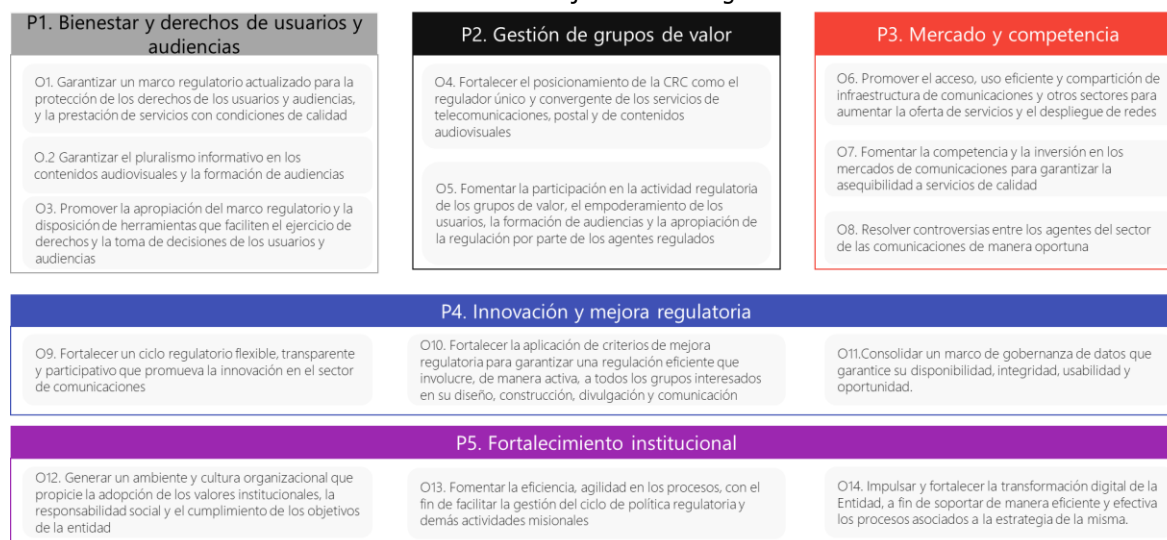 P1. Bienestar y derechos de usuarios y
audiencias
O1. Garantizar un marco regulatorio actualizado para la
protección de los derechos de los usuarios y audiencias,
y la prestación de servicios con condiciones de calidad
O.2 Garantizar el pluralismo informativo en los
contenidos audiovisuales y la formación de audiencias
O3. Promover la apropiación del marco regulatorio y la
disposición de herramientas que faciliten el ejercicio de
derechos y la toma de decisiones de los usuarios y
audiencias
P2. Gestión de grupos de valor
O4. Fortalecer el posicionamiento de la CRC como el
regulador único y convergente de los servicios de
telecomunicaciones, postal y de contenidos
audiovisuales
O5. Fomentar la participación en la actividad regulatoria
de los grupos de valor, el empoderamiento de los
usuarios, la formación de audiencias y la apropiación de
la regulación por parte de los agentes regulados
P3. Mercado y competencia
O6. Promover el acceso, uso eficiente y compartición de
infraestructura de comunicaciones y otros sectores para
aumentar la oferta de servicios y el despliegue de redes
O7. Fomentar la competencia y la inversión en los
mercados de comunicaciones para garantizar la
asequibilidad a servicios de calidad
O8. Resolver controversias entre los agentes del sector
de las comunicaciones de manera oportuna
P4. Innovación y mejora regulatoria
O9. Fortalecer un ciclo regulatorio flexible, transparente
y participativo que promueva la innovación en el sector
de comunicaciones
O10. Fortalecer la aplicación de criterios de mejora
regulatoria para garantizar una regulación eficiente que
involucre, de manera activa, a todos los grupos interesados
en su diseño, construcción, divulgación y comunicación
O11.Consolidar un marco de gobernanza de datos que
garantice su disponibilidad, integridad, usabilidad y
oportunidad.
P5. Fortalecimiento institucional
O12. Generar un ambiente y cultura organizacional que
propicie la adopción de los valores institucionales, la
responsabilidad social y el cumplimiento de los objetivos
de la entidad
O13. Fomentar la eficiencia, agilidad en los procesos, con el
fin de facilitar la gestión del ciclo de política regulatoria y
demás actividades misionales
O14. Impulsar y fortalecer la transformación digital de la
Entidad, a fin de soportar de manera eficiente y efectiva
los procesos asociados a la estrategia de la misma.